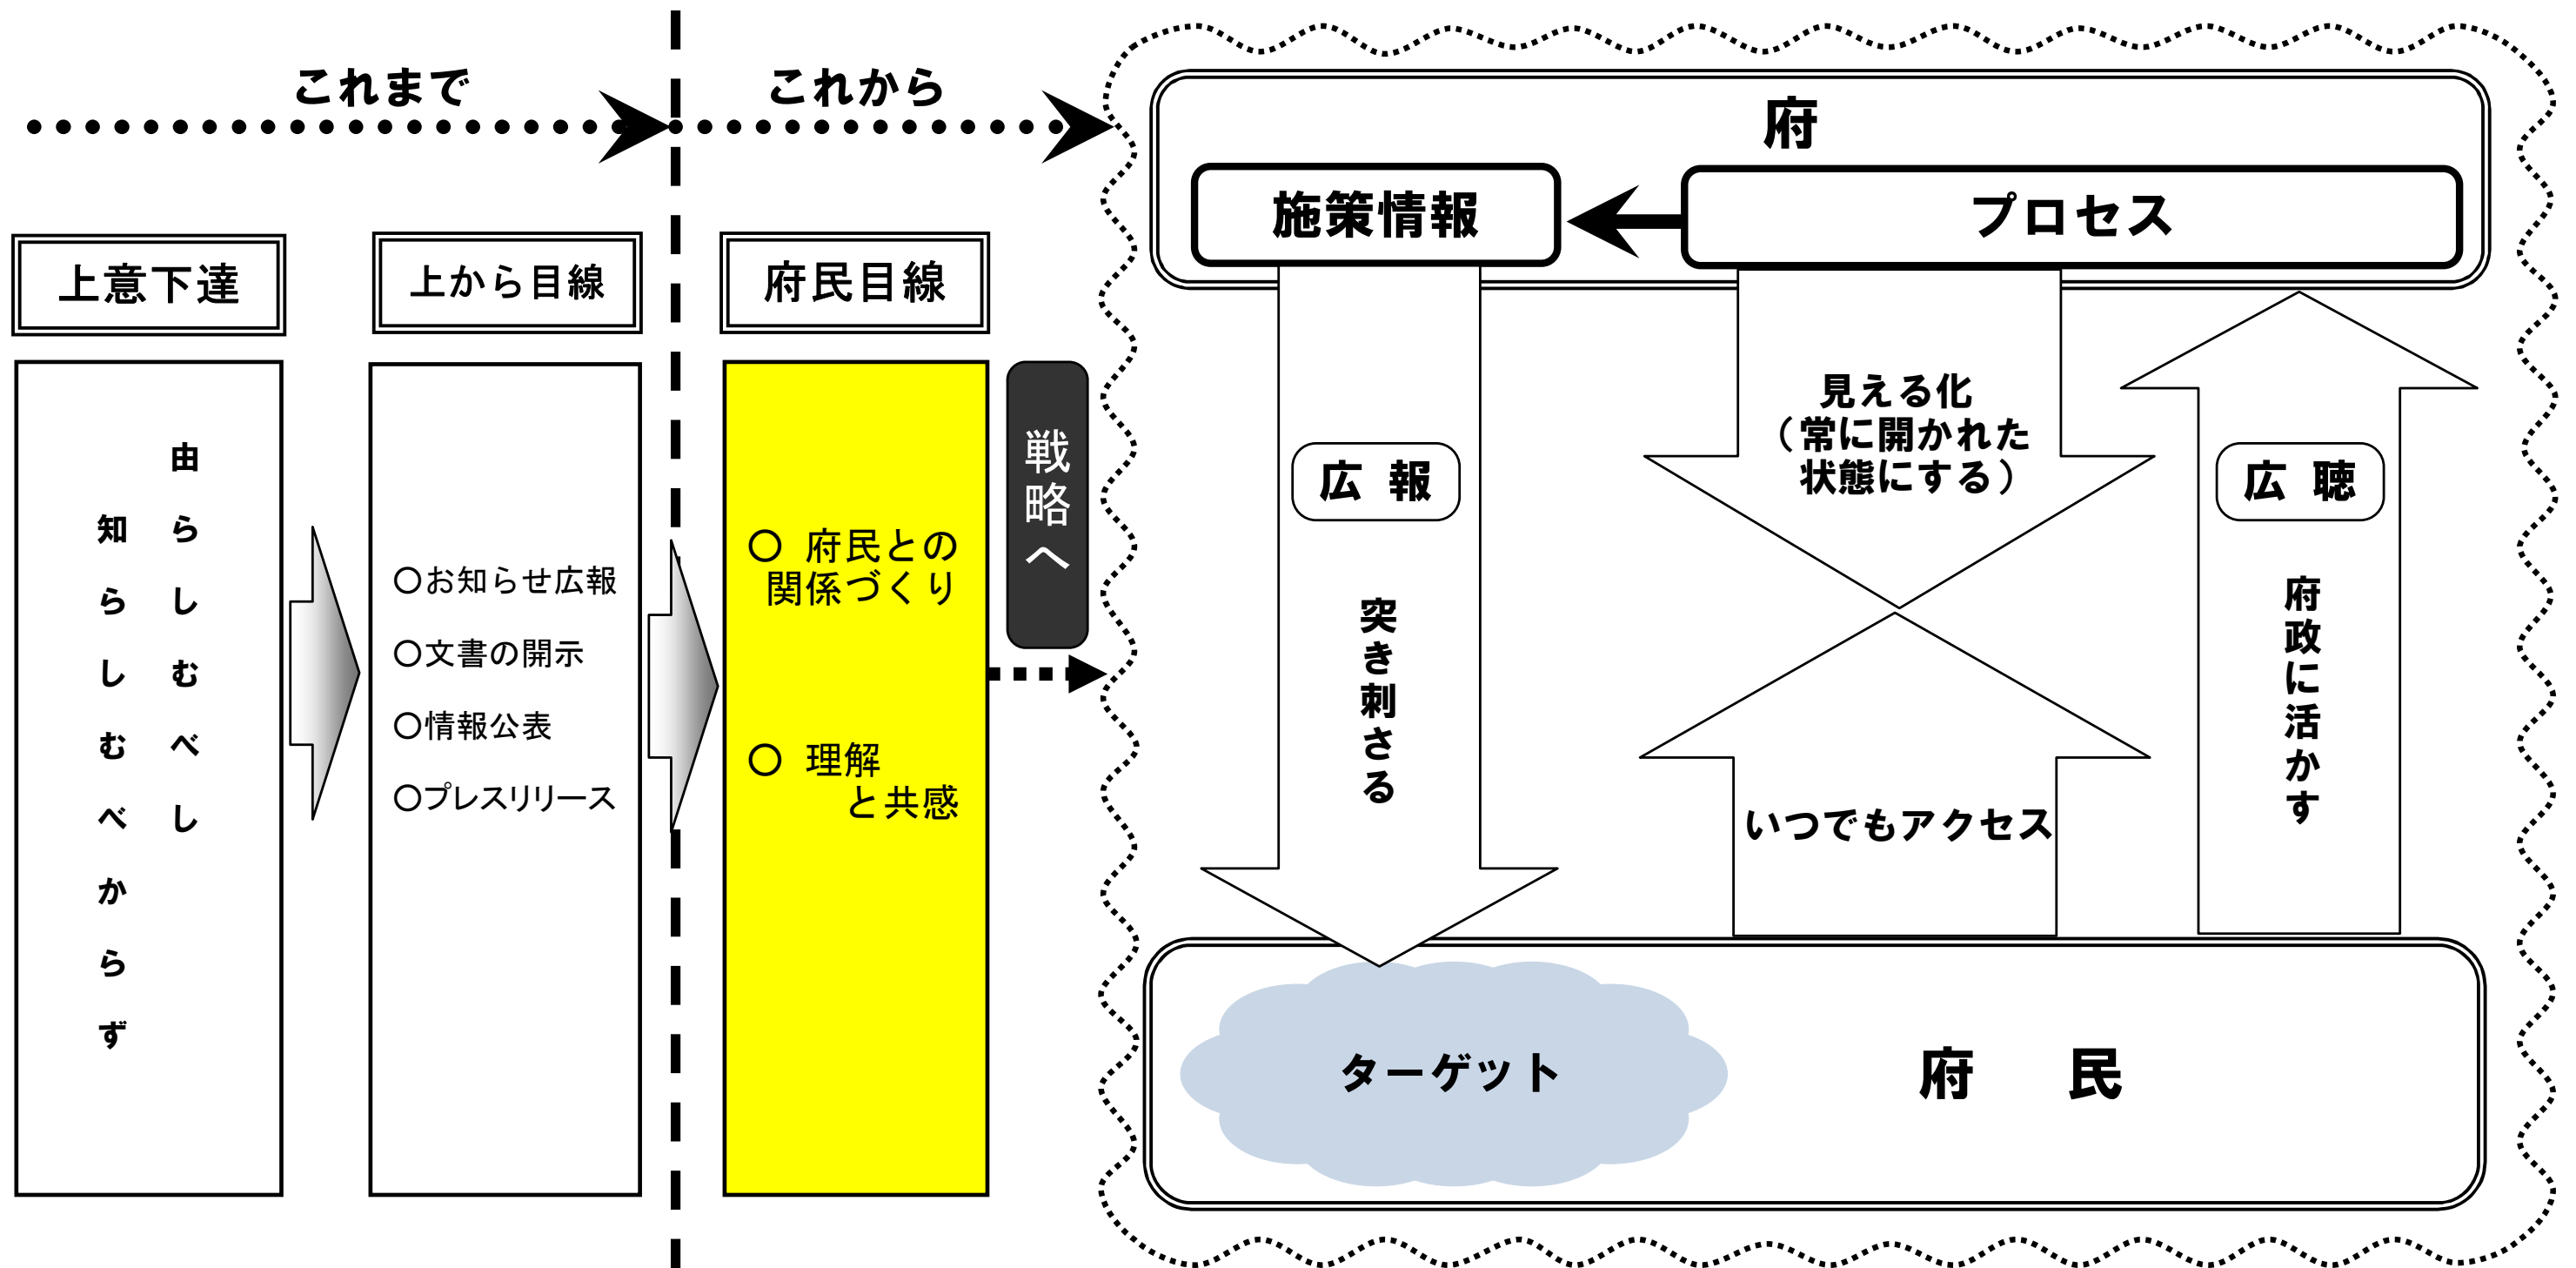 これまで
これから
上意下達
由らしむべし
知らしむべからず
上から目線
〇お知らせ広報
〇文書の開示
〇情報公表
〇プレスリリース
府民目線
〇 府民との
関係づくり
〇 理解
と共感
戦略へ
府
施策情報
プロセス
広 報
突き刺さる
見える化
（常に開かれた
状態にする）
いつでもアクセス
広 聴
府政に活かす
ターゲット
府 民